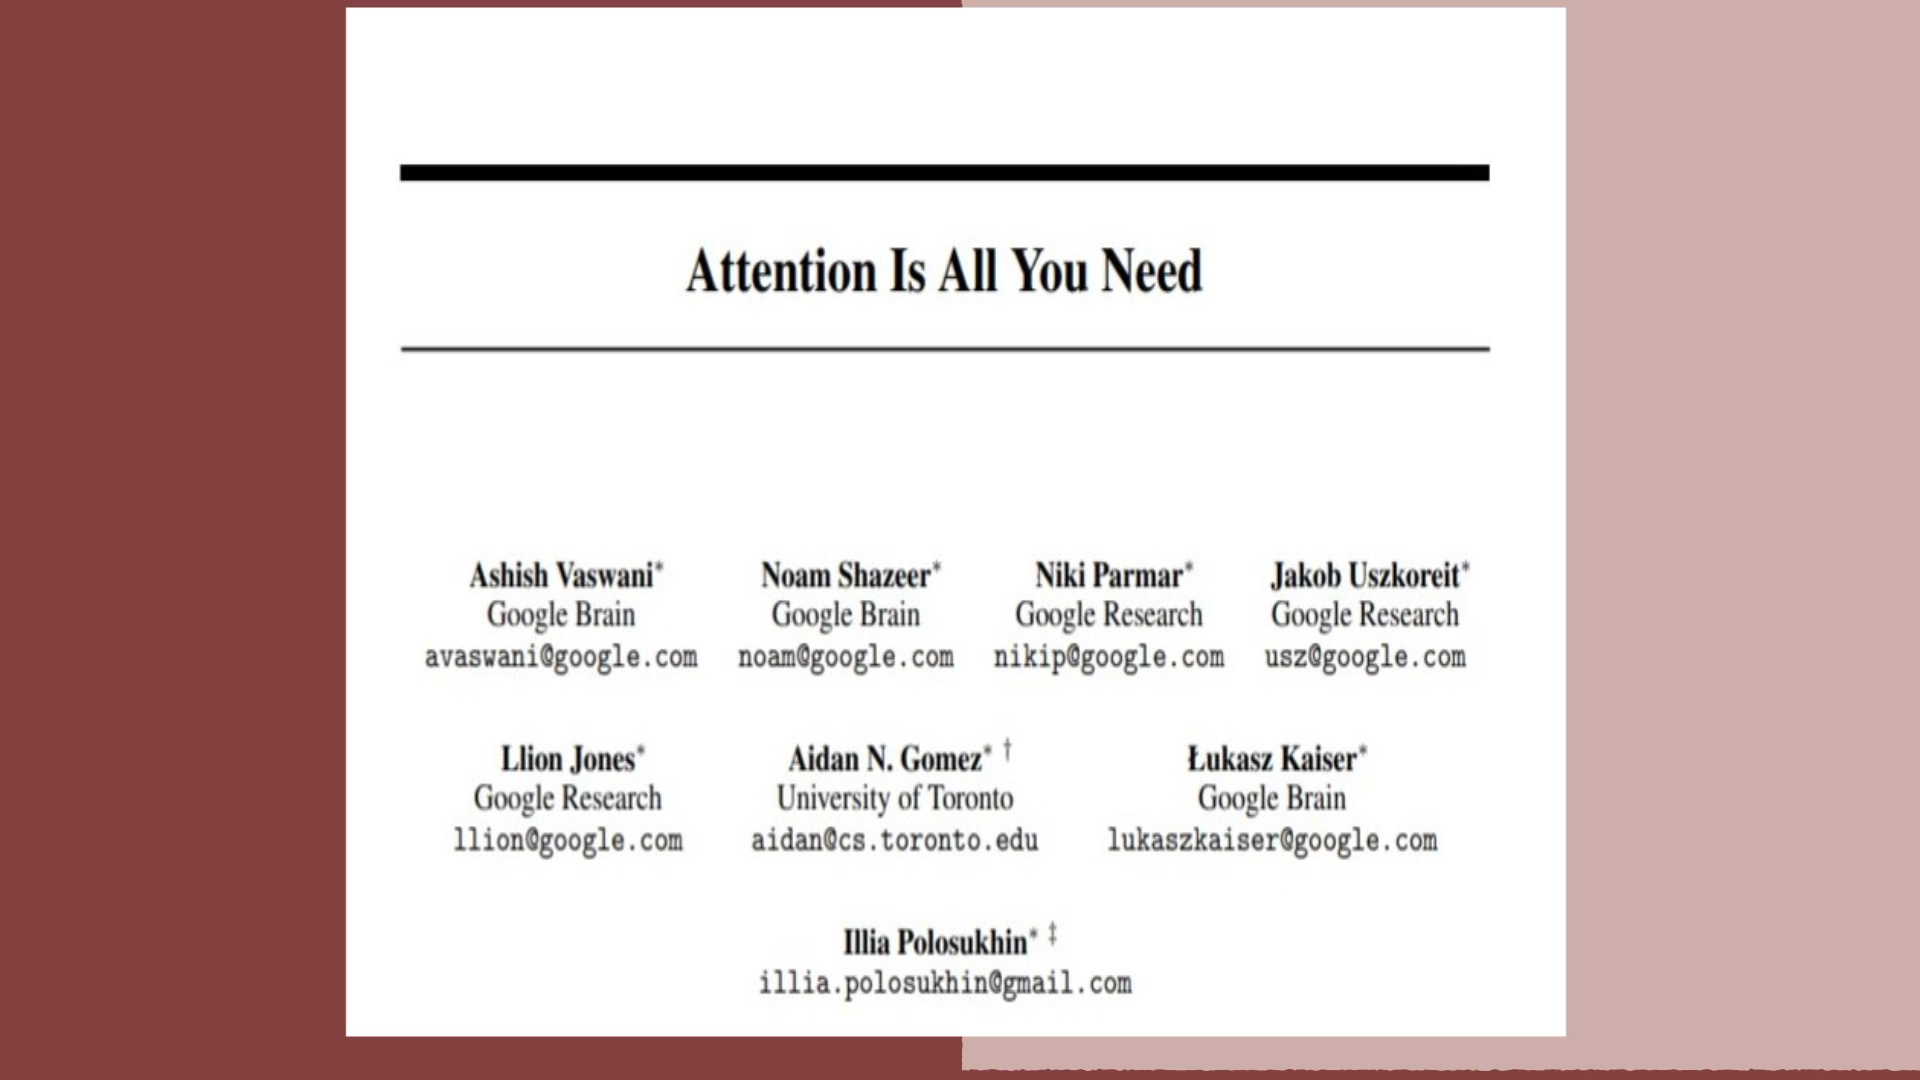 Attention Is All You Need
Ashish Vaswani* Noam Shazeer* Niki Parmar* Jakob Uszkoreit*
Google Brain Google Brain Google Research Google Research
avaswani@google.com noam@google.com nikip@google.com usz@google.com
Llion Jones* Aidan N. Gomez* † Łukasz Kaiser*
Google Research University of Toronto Google Brain
llion@google.com aidan@cs.toronto.edu lukaszkaiser@google.com
Illia Polosukhin* ‡
illia.polosukhin@gmail.com